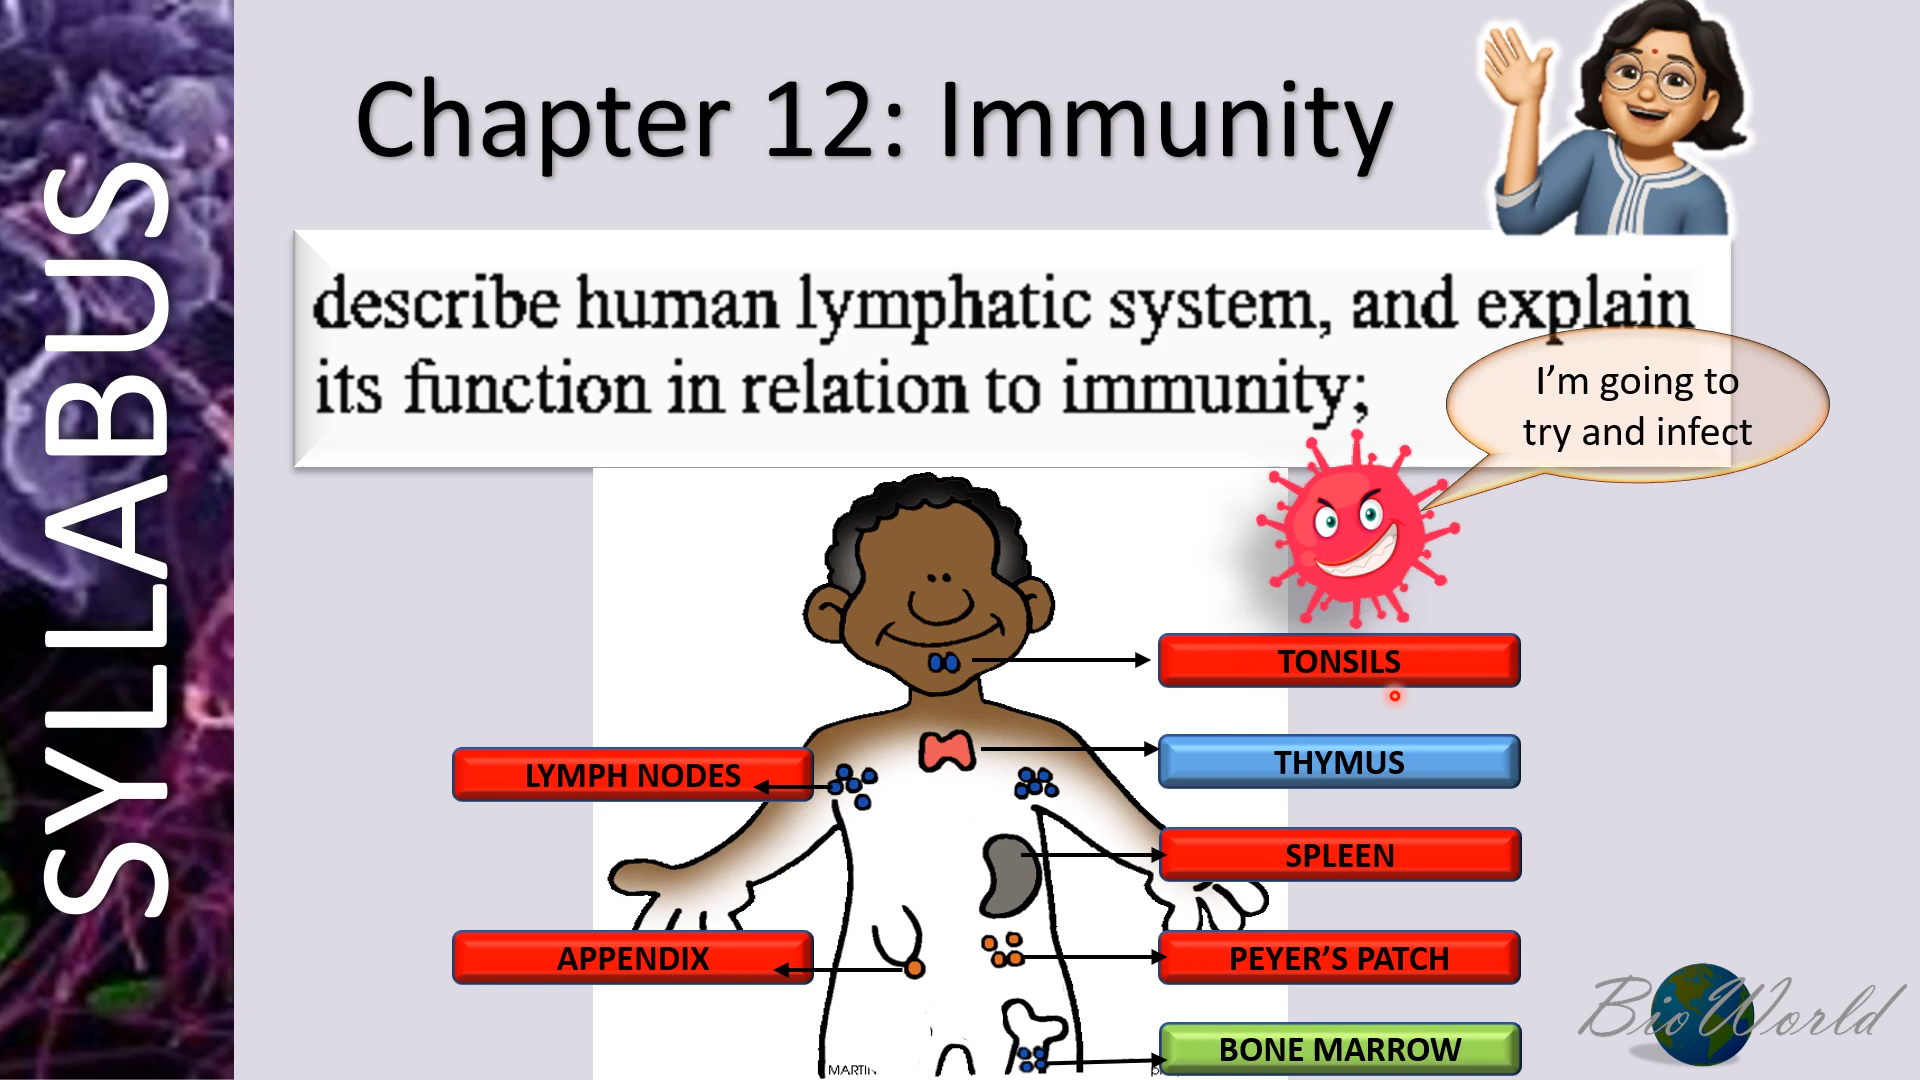 SYLLABUS
Chapter 12: Immunity
describe human lymphatic system, and explain
its function in relation to immunity;
I'm going to
try and infect
TONSILS
THYMUS
LYMPH NODES
SPLEEN
APPENDIX
PEYER'S PATCH
BONE MARROW
BioWorld